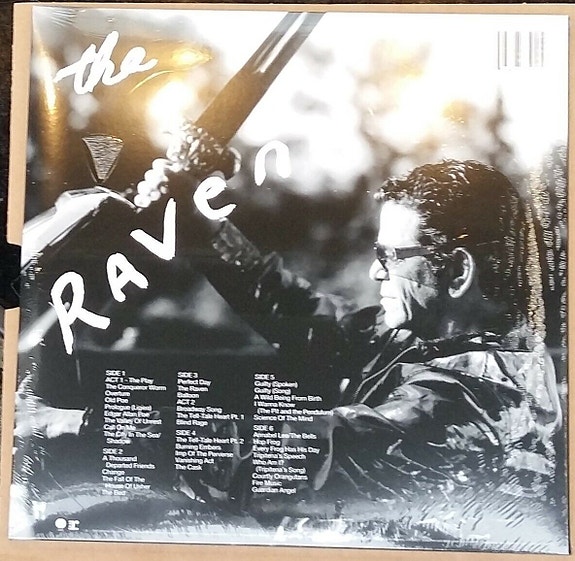 the
Raven
SIDE 1
ACT 1 - The Play
The Conqueror Worm
Overture
Old Poe
Prologue (Ligiea)
Edgar Allan Poe
The Valley Of Unrest
Call On Me
The City In The Sea/
Shadow
SIDE 2
A Thousand
Departed Friends
Change
The Fall Of The
House Of Usher
The Bed
SIDE 3
Perfect Day
The Raven
Balloon
ACT 2
Broadway Song
The Tell-Tale Heart Pt. 1
Blind Rage
SIDE 4
The Tell-Tale Heart Pt. 2
Burning Embers
Imp Of The Perverse
Vanishing Act
The Cask
SIDE 5
Guilty (Spoken)
Guilty (Song)
A Wild Being From Birth
I Wanna Know
(The Pit and the Pendulum)
Science Of The Mind
SIDE 6
Annabel Lee/The Bells
Hop Frog
Every Frog Has His Day
Tripitena's Speech
Who Am I?
(Tripitena's Song)
Courtly Orangutans
Fire Music
Guardian Angel
r